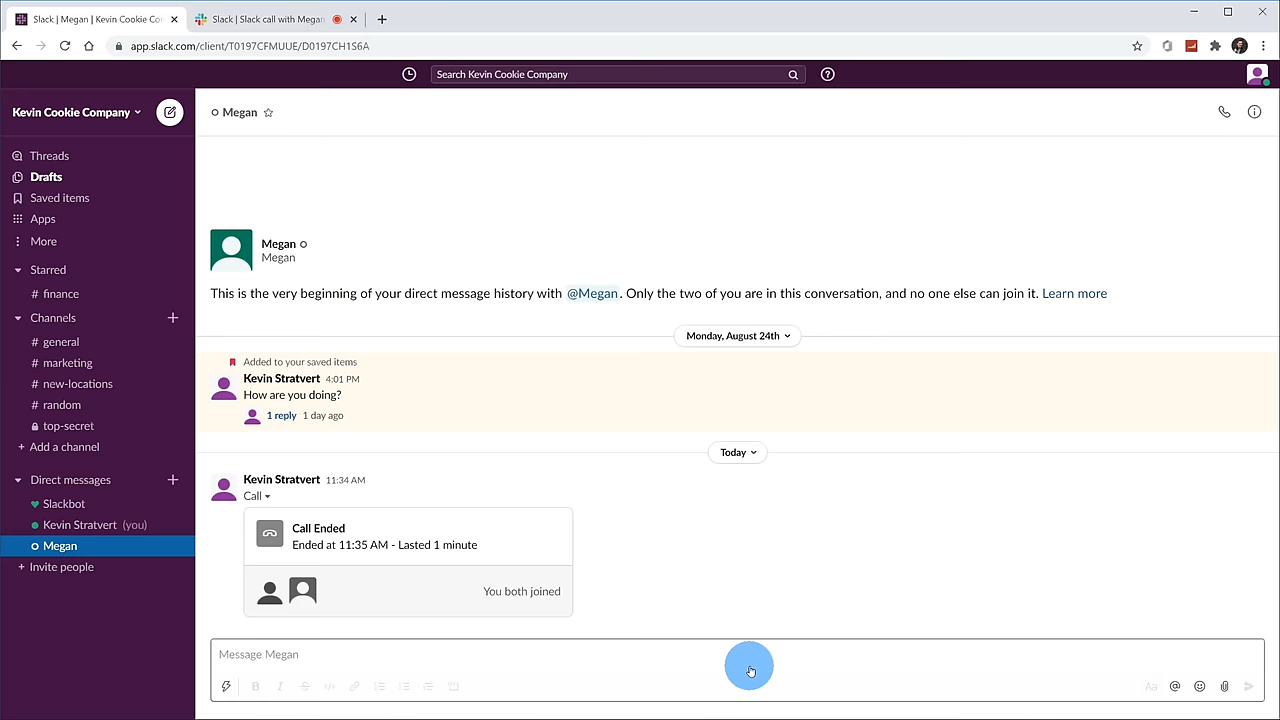 Slack | Megan | Kevin Cookie Co
Slack | Slack call with Megan
app.slack.com/client/T0197CFMUUE/D0197CH1S6A
Search Kevin Cookie Company
Kevin Cookie Company
Megan
Threads
Drafts
Saved items
Apps
More
Starred
# finance
Channels
# general
# marketing
# new-locations
# random
top-secret
+ Add a channel
Direct messages
Slackbot
Kevin Stratvert (you)
Megan
+ Invite people
Megan
Megan
This is the very beginning of your direct message history with @Megan. Only the two of you are in this conversation, and no one else can join it. Learn more
Monday, August 24th
Added to your saved items
Kevin Stratvert 4:01 PM
How are you doing?
1 reply 1 day ago
Today
Kevin Stratvert 11:34 AM
Call
Call Ended
Ended at 11:35 AM - Lasted 1 minute
You both joined
Message Megan
B I S </> Aa @